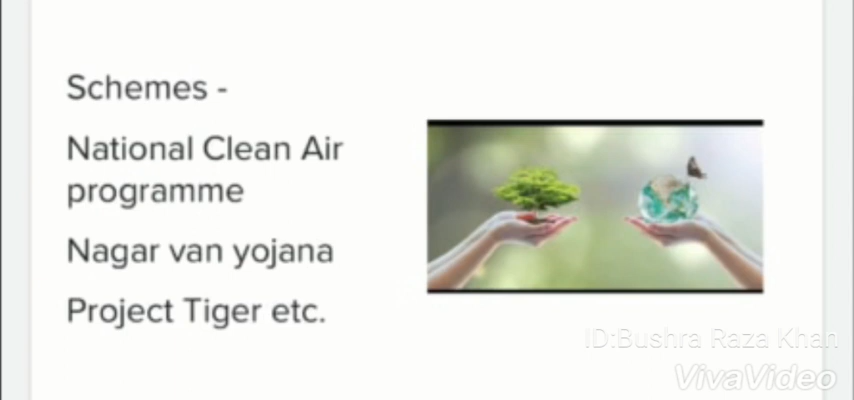 Schemes -
National Clean Air
programme
Nagar van yojana
Project Tiger etc.
ID:Bushra Raza Khan
VivaVideo